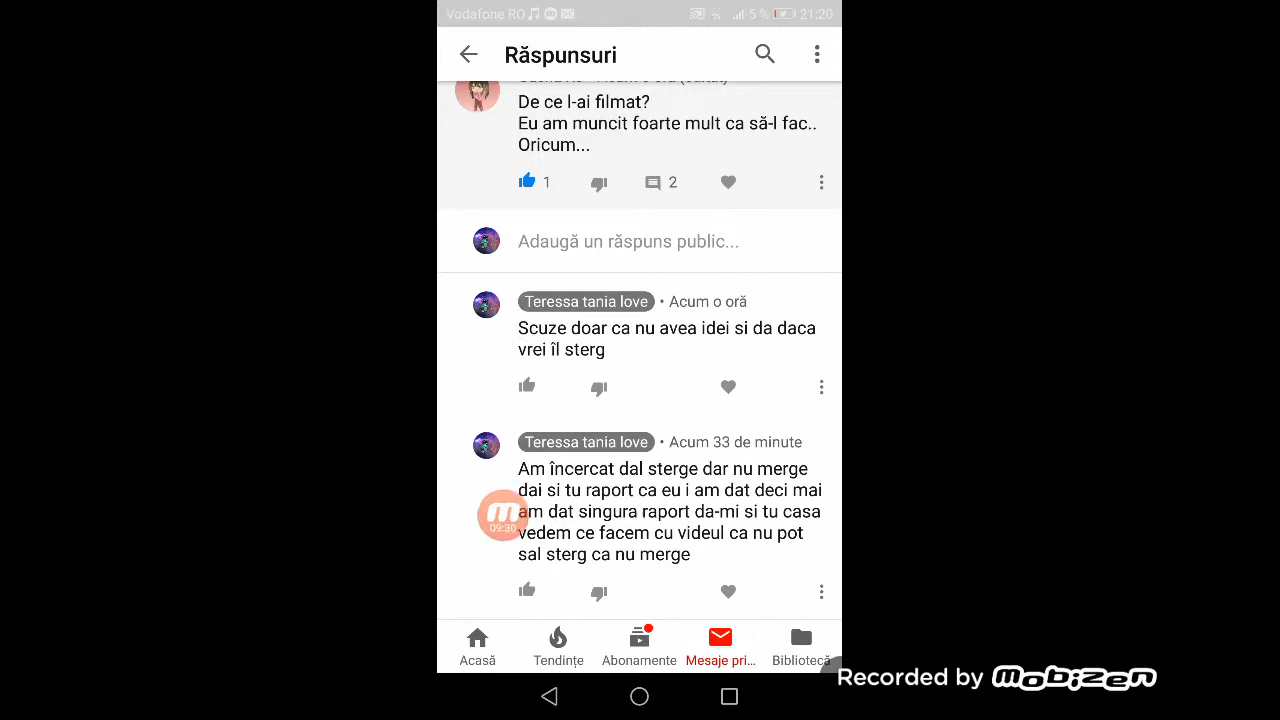 Vodafone RO 5 % 21:20
Răspunsuri
De ce l-ai filmat?
Eu am muncit foarte mult ca să-l fac..
Oricum...
1 2
Adaugă un răspuns public...
Teressa tania love • Acum o oră
Scuze doar ca nu avea idei si da daca
vrei îl sterg
Teressa tania love • Acum 33 de minute
Am încercat dal sterge dar nu merge
dai si tu raport ca eu i am dat deci mai
am dat singura raport da-mi si tu casa
vedem ce facem cu videul ca nu pot
sal sterg ca nu merge
09:30
Acasă Tendințe Abonamente Mesaje pri... Bibliotecă
Recorded by mobizen